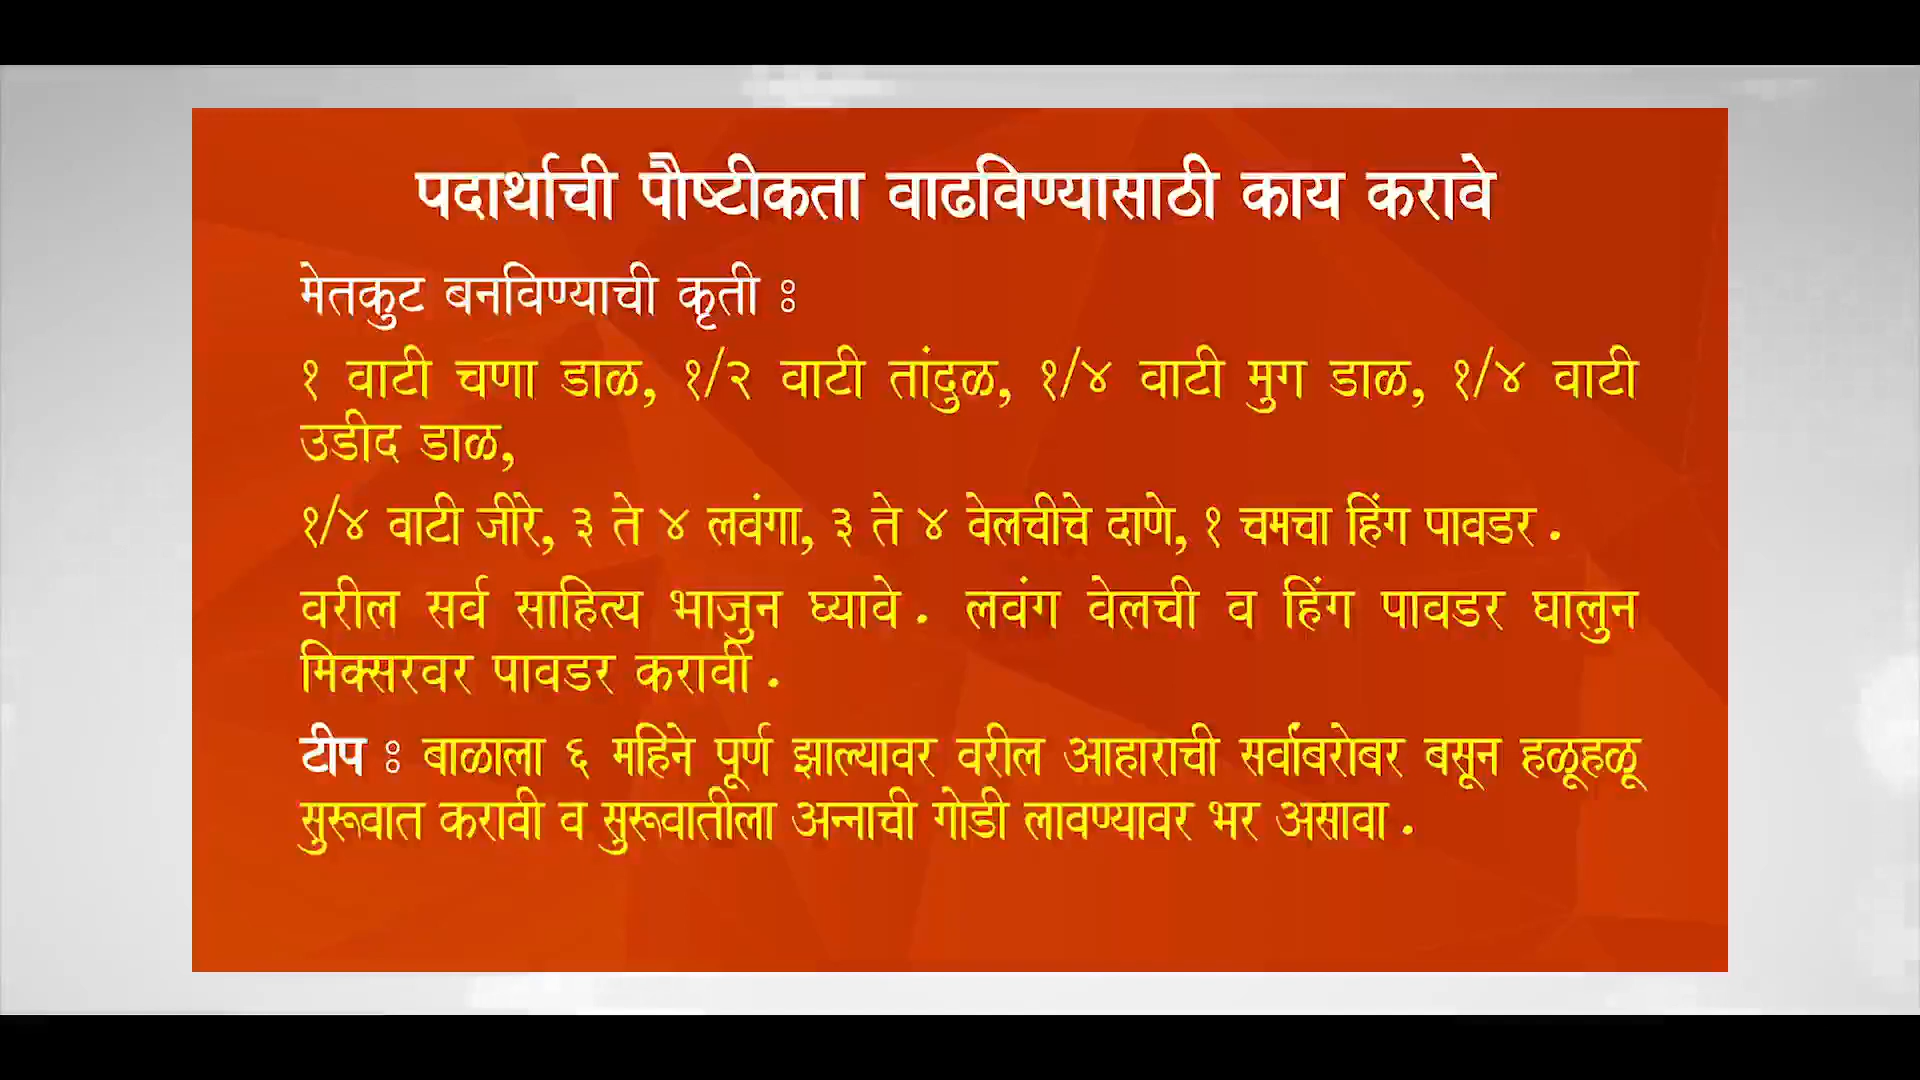 पदार्थाची पौष्टीकता वाढविण्यासाठी काय करावे
मेतकुट बनविण्याची कृती :
१ वाटी चणा डाळ, १/२ वाटी तांदुळ, १/४ वाटी मुग डाळ, १/४ वाटी
उडीद डाळ,
१/४ वाटी जीरे, ३ ते ४ लवंगा, ३ ते ४ वेलचीचे दाणे, १ चमचा हिंग पावडर.
वरील सर्व साहित्य भाजुन घ्यावे. लवंग वेलची व हिंग पावडर घालुन
मिक्सरवर पावडर करावी.
टीप : बाळाला ६ महिने पूर्ण झाल्यावर वरील आहाराची सर्वांबरोबर बसून हळूहळू
सुरूवात करावी व सुरूवातीला अन्नाची गोडी लावण्यावर भर असावा.